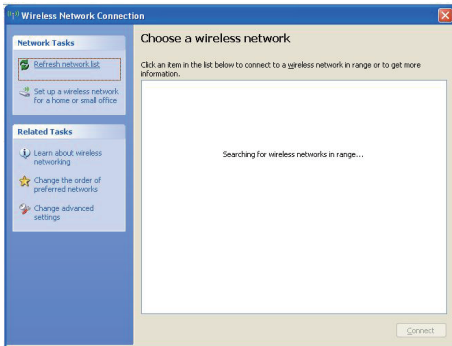 Wireless Network Connection
Network Tasks
Refresh network list
Set up a wireless network
for a home or small office
Related Tasks
Learn about wireless
networking
Change the order of
preferred networks
Change advanced
settings
Choose a wireless network
Click an item in the list below to connect to a wireless network in range or to get more
information.
Searching for wireless networks in range...
Connect